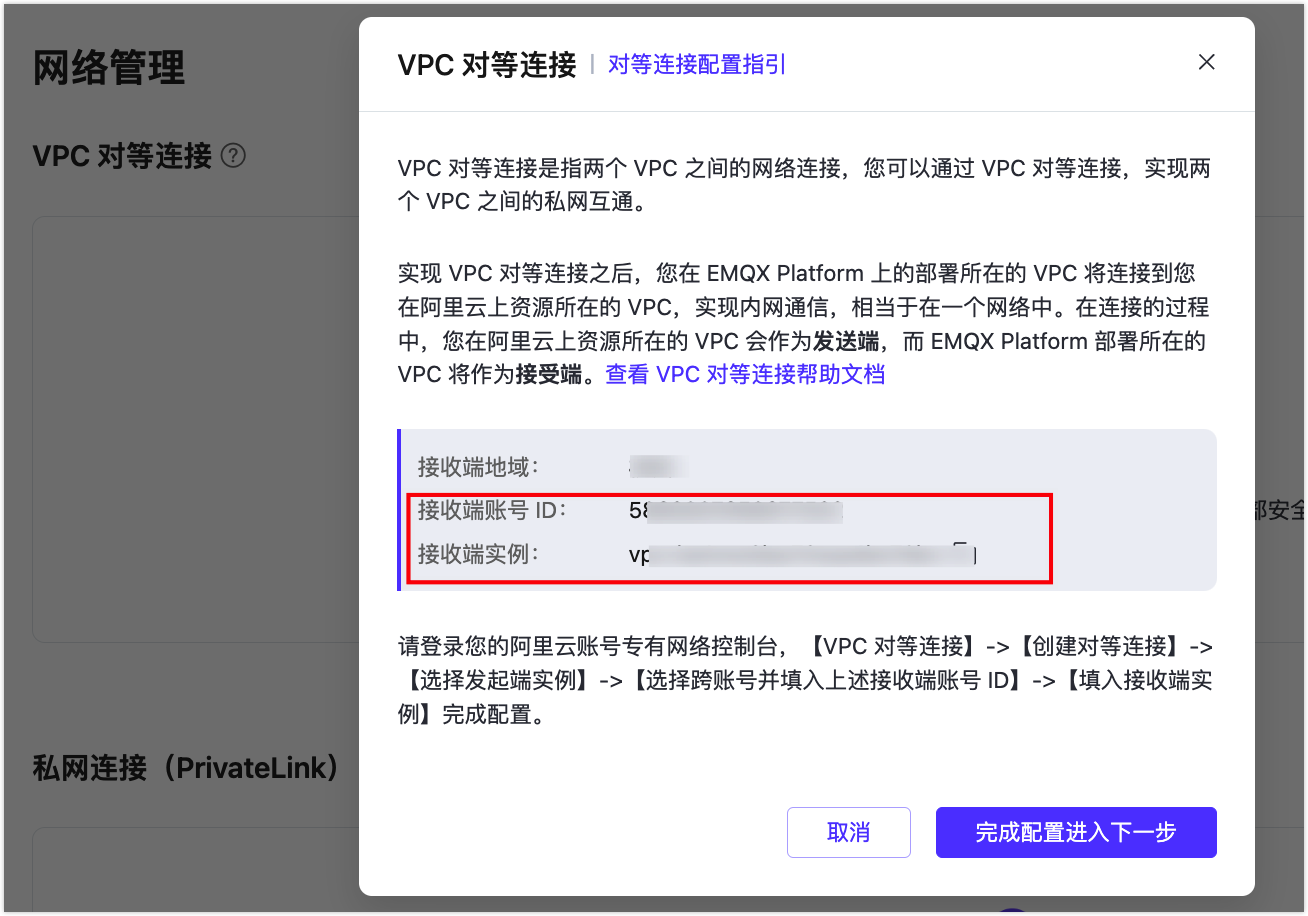 网络管理
VPC 对等连接 ?
VPC 对等连接 | 对等连接配置指引
VPC 对等连接是指两个 VPC 之间的网络连接，您可以通过 VPC 对等连接，实现两
个 VPC 之间的私网互通。
实现 VPC 对等连接之后，您在 EMQX Platform 上的部署所在的 VPC 将连接到您
在阿里云上资源所在的 VPC，实现内网通信，相当于在一个网络中。在连接的过程
中，您在阿里云上资源所在的 VPC 会作为发送端，而 EMQX Platform 部署所在的
VPC 将作为接受端。查看 VPC 对等连接帮助文档
接收端地域：
接收端账号 ID： 58
接收端实例： vp
部安全
请登录您的阿里云账号专有网络控制台，【VPC 对等连接】->【创建对等连接】->
【选择发起端实例】->【选择跨账号并填入上述接收端账号 ID】->【填入接收端实
例】完成配置。
私网连接（PrivateLink）
取消
完成配置进入下一步